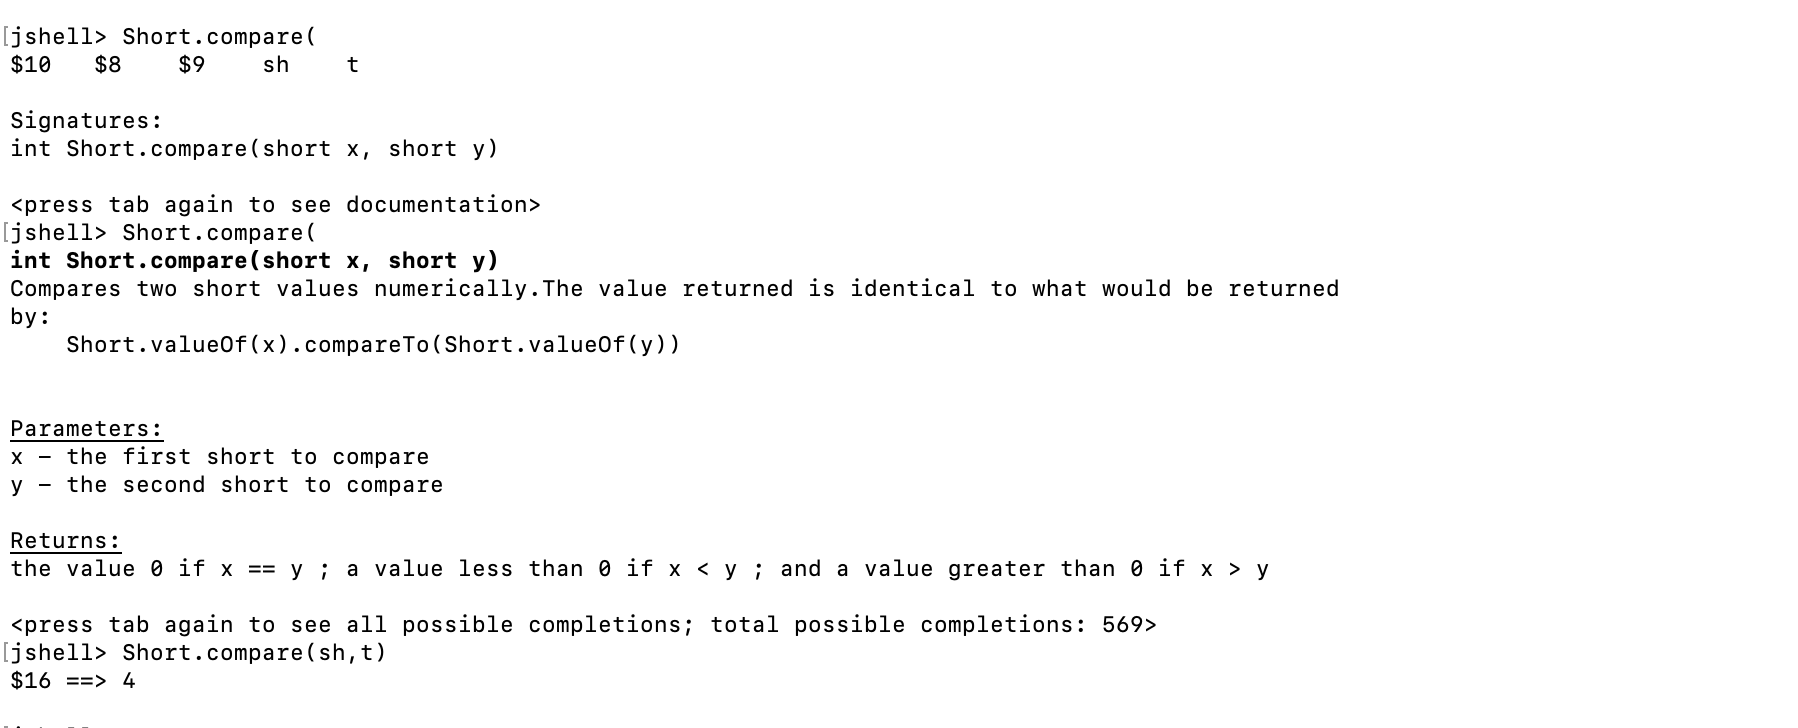 [jshell> Short.compare(
$10   $8    $9    sh    t
Signatures:
int Short.compare(short x, short y)
<press tab again to see documentation>
[jshell> Short.compare(
int Short.compare(short x, short y)
Compares two short values numerically.The value returned is identical to what would be returned
by:
    Short.valueOf(x).compareTo(Short.valueOf(y))
Parameters:
x – the first short to compare
y – the second short to compare
Returns:
the value 0 if x == y ; a value less than 0 if x < y ; and a value greater than 0 if x > y
<press tab again to see all possible completions; total possible completions: 569>
[jshell> Short.compare(sh,t)
$16 ==> 4